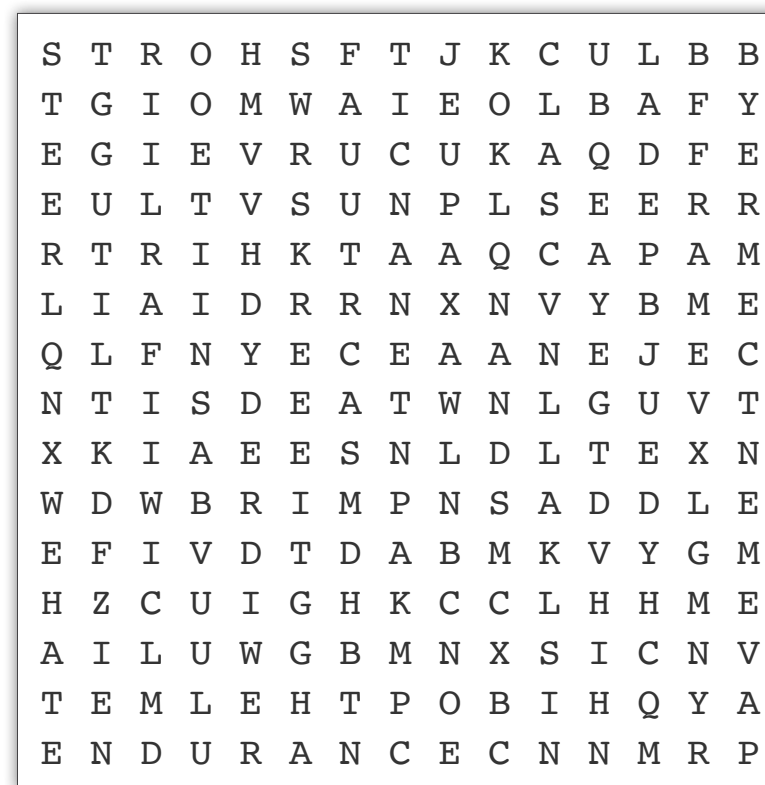 S T R O H S F T J K C U L B B
T G I O M W A I E O L B A F Y
E G I E V R U C U K A Q D F E
E U L T V S U N P L S E E R R
R T R I H K T A A Q C A P A M
L I A I D R R N X N V Y B M E
Q L F N Y E C E A A N E J E C
N T I S D E A T W N L G U V T
X K I A E E S N L D L T E X N
W D W B R I M P N S A D D L E
E F I V D T D A B M K V Y G M
H Z C U I G H K C C L H H M E
A I L U W G B M N X S I C N V
T E M L E H T P O B I H Q Y A
E N D U R A N C E C N N M R P